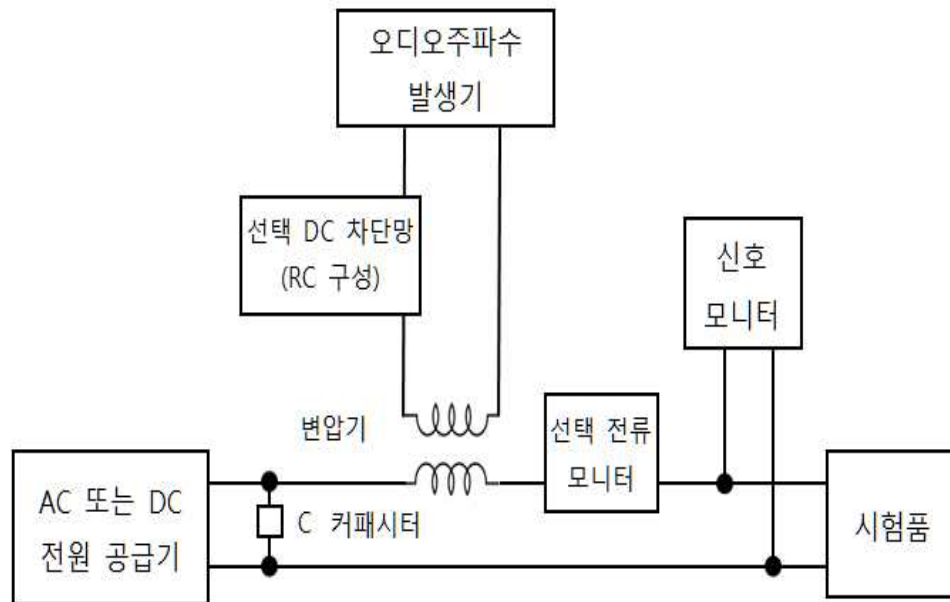 오디오주파수
발생기
선택 DC 차단망
(RC 구성)
신호
모니터
변압기
선택 전류
모니터
AC 또는 DC
전원 공급기
C 커패시터
시험품